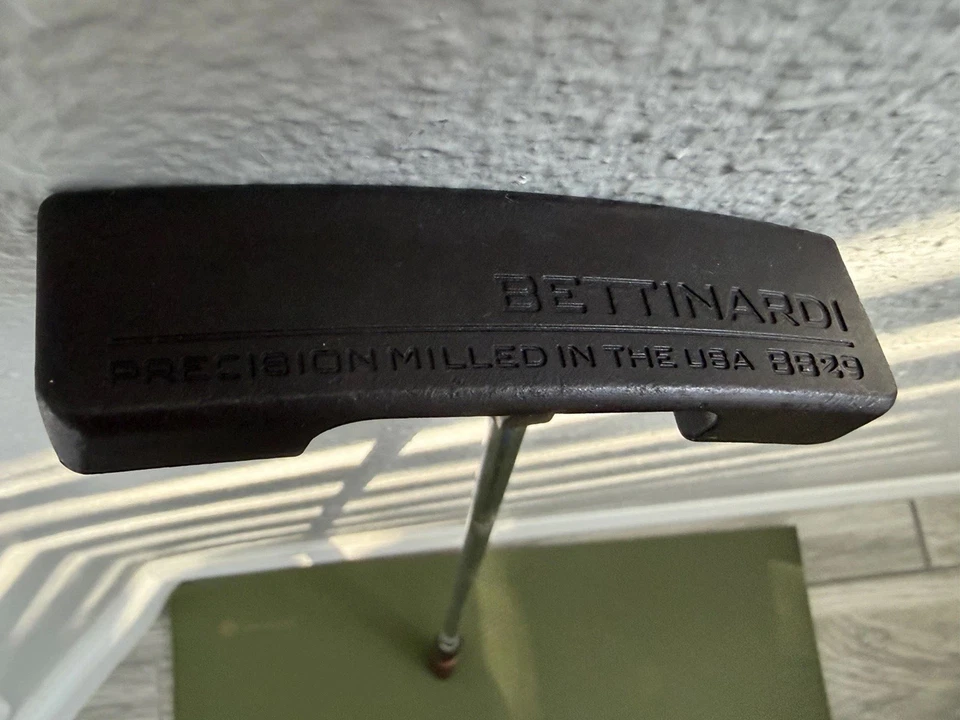 BETTINARDI
PRECISION MILLED IN THE USA BB29